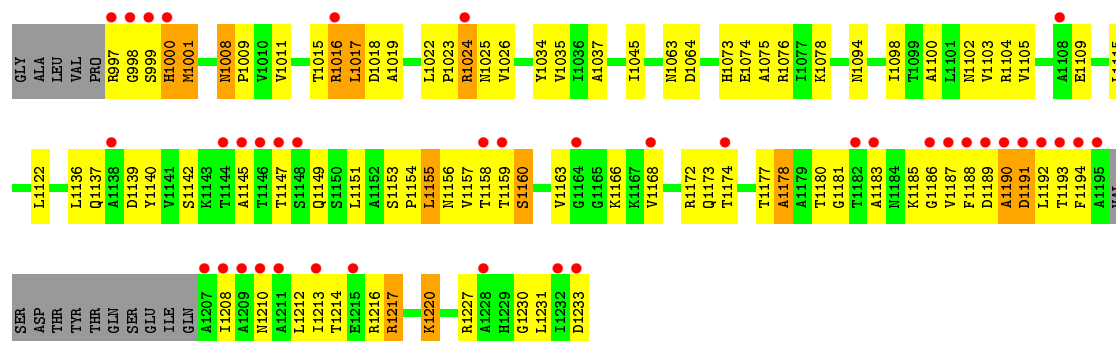 GLY ALA LEU VAL PRO R997 G998 S999 H1000 M1001 N1008 P1009 V1010 V1011 T1015 R1016 L1017 D1018 A1019 L1022 P1023 R1024 N1025 V1026 Y1034 V1035 I1036 A1037 I1045 N1063 D1064 H1073 E1074 A1075 R1076 I1077 K1078 N1094 I1098 T1099 A1100 L1101 N1102 V1103 R1104 V1105 A1108 E1109
L1122 L1136 Q1137 A1138 D1139 Y1140 V1141 S1142 K1143 T1144 A1145 T1146 T1147 S1148 Q1149 S1150 L1151 A1152 S1153 P1154 L1155 N1156 V1157 T1158 T1159 S1160 V1163 G1164 G1165 K1166 K1167 V1168 R1172 Q1173 T1174 T1177 A1178 A1179 T1180 G1181 T1182 A1183 N1184 K1185 G1186 V1187 F1188 D1189 A1190 D1191 L1192 T1193 F1194 A1195
SER ASP THR TYR THR GLN SER GLU ILE GLN A1207 I1208 A1209 N1210 A1211 L1212 I1213 T1214 E1215 R1216 R1217 K1220 R1227 A1228 H1229 G1230 L1231 I1232 D1233